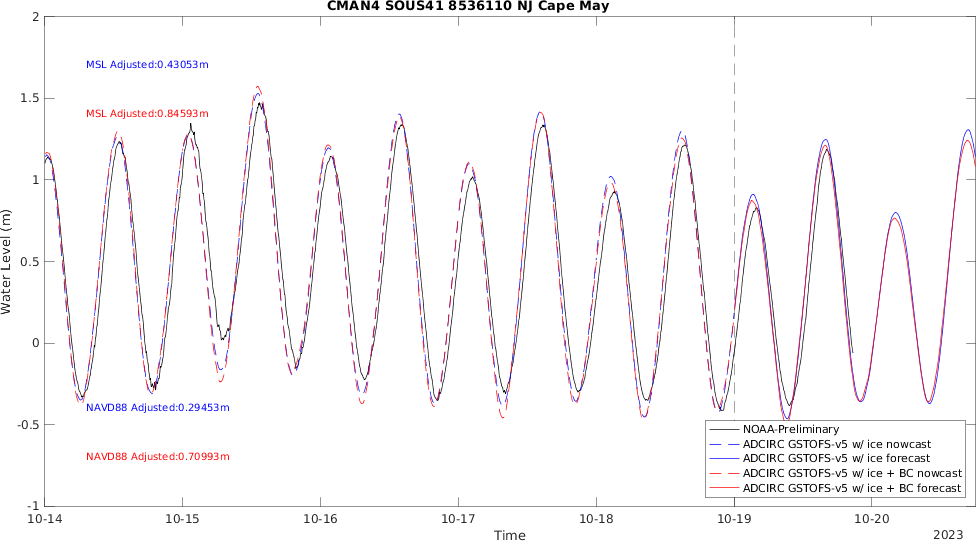 CMAN4 SOUS41 8536110 NJ Cape May
2
1.5
1
0.5
0
-0.5
-1
Water Level (m)
MSL Adjusted:0.43053m
MSL Adjusted:0.84593m
NAVD88 Adjusted:0.29453m
NAVD88 Adjusted:0.70993m
NOAA-Preliminary
ADCIRC GSTOFS-v5 w/ ice nowcast
ADCIRC GSTOFS-v5 w/ ice forecast
ADCIRC GSTOFS-v5 w/ ice + BC nowcast
ADCIRC GSTOFS-v5 w/ ice + BC forecast
10-14 10-15 10-16 10-17 10-18 10-19 10-20
Time
2023